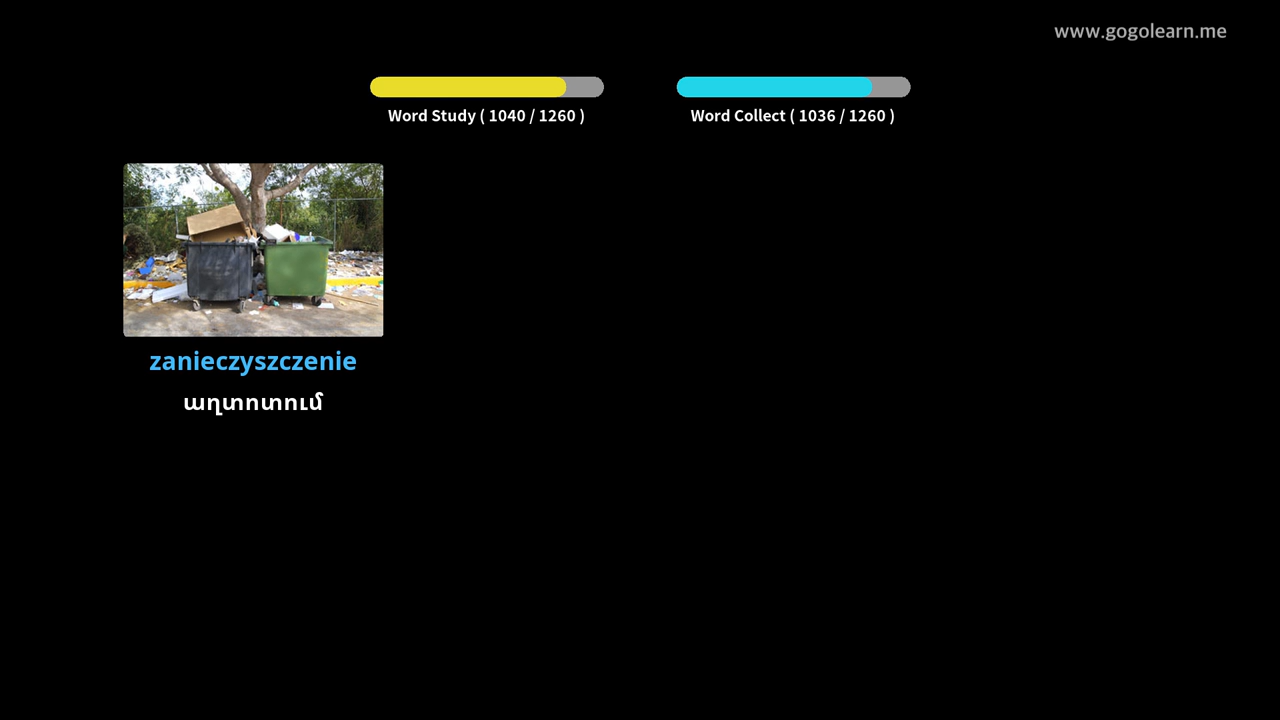 www.gogolearn.me
Word Study ( 1040 / 1260 )
Word Collect ( 1036 / 1260 )
zanieczyszczenie
աղտոտում